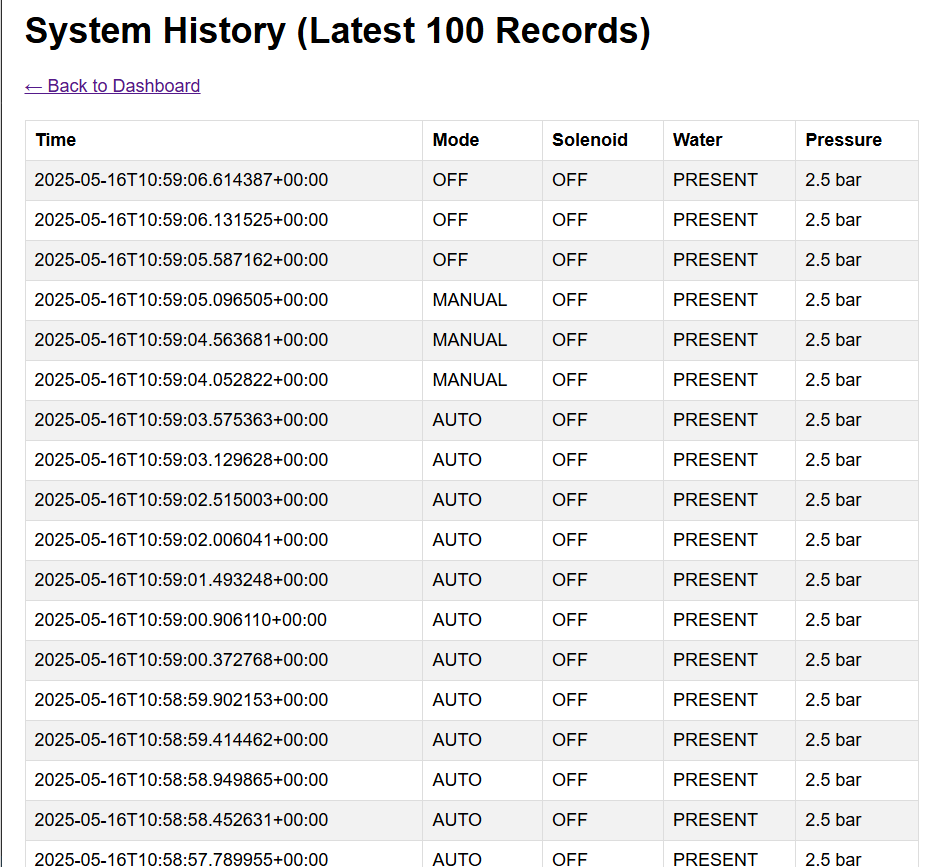 System History (Latest 100 Records)
← Back to Dashboard
Time Mode Solenoid Water Pressure
2025-05-16T10:59:06.614387+00:00 OFF OFF PRESENT 2.5 bar
2025-05-16T10:59:06.131525+00:00 OFF OFF PRESENT 2.5 bar
2025-05-16T10:59:05.587162+00:00 OFF OFF PRESENT 2.5 bar
2025-05-16T10:59:05.096505+00:00 MANUAL OFF PRESENT 2.5 bar
2025-05-16T10:59:04.563681+00:00 MANUAL OFF PRESENT 2.5 bar
2025-05-16T10:59:04.052822+00:00 MANUAL OFF PRESENT 2.5 bar
2025-05-16T10:59:03.575363+00:00 AUTO OFF PRESENT 2.5 bar
2025-05-16T10:59:03.129628+00:00 AUTO OFF PRESENT 2.5 bar
2025-05-16T10:59:02.515003+00:00 AUTO OFF PRESENT 2.5 bar
2025-05-16T10:59:02.006041+00:00 AUTO OFF PRESENT 2.5 bar
2025-05-16T10:59:01.493248+00:00 AUTO OFF PRESENT 2.5 bar
2025-05-16T10:59:00.906110+00:00 AUTO OFF PRESENT 2.5 bar
2025-05-16T10:59:00.372768+00:00 AUTO OFF PRESENT 2.5 bar
2025-05-16T10:58:59.902153+00:00 AUTO OFF PRESENT 2.5 bar
2025-05-16T10:58:59.414462+00:00 AUTO OFF PRESENT 2.5 bar
2025-05-16T10:58:58.949865+00:00 AUTO OFF PRESENT 2.5 bar
2025-05-16T10:58:58.452631+00:00 AUTO OFF PRESENT 2.5 bar
2025-05-16T10:58:57.789955+00:00 AUTO OFF PRESENT 2.5 bar